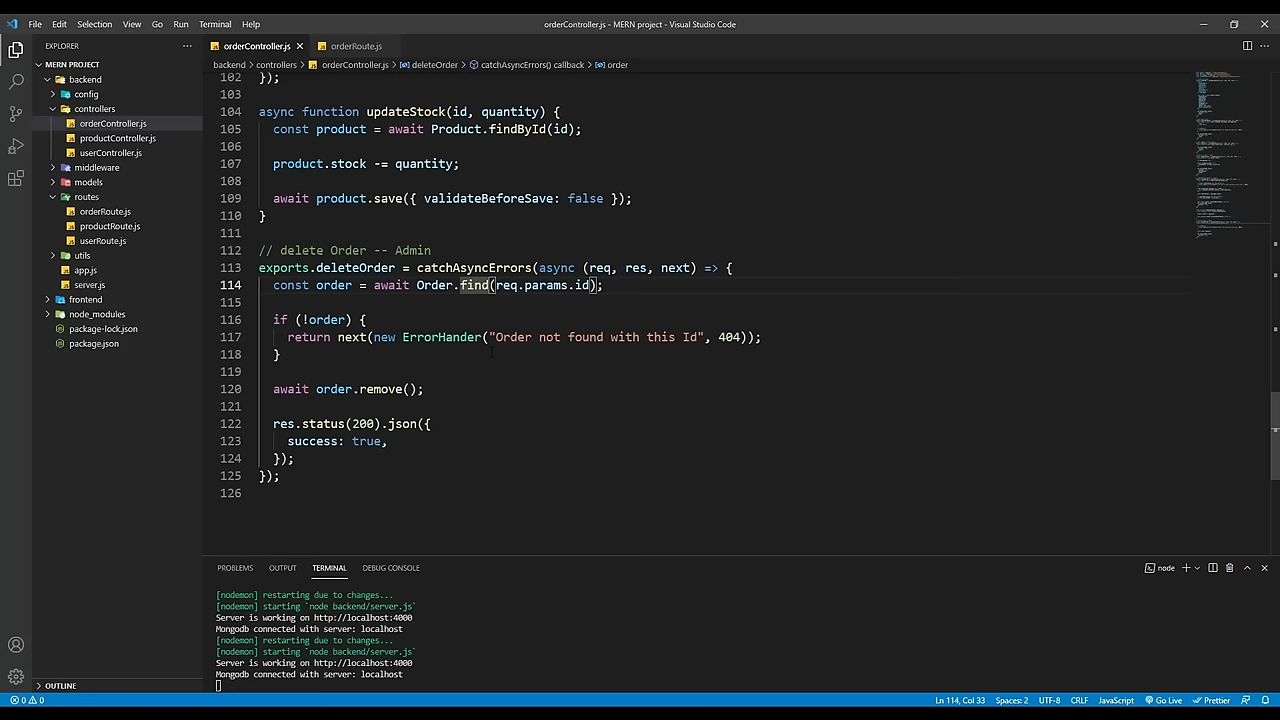 File Edit Selection View Go Run Terminal Help
orderController.js - MERN project - Visual Studio Code
EXPLORER
MERN PROJECT
backend
config
controllers
orderController.js
productController.js
userController.js
middleware
models
routes
orderRoute.js
productRoute.js
userRoute.js
utils
app.js
server.js
frontend
node_modules
package-lock.json
package.json
OUTLINE
orderController.js
orderRoute.js
backend > controllers > orderController.js > deleteOrder > catchAsyncErrors() callback > order
102 });
103
104 async function updateStock(id, quantity) {
105 const product = await Product.findById(id);
106
107 product.stock -= quantity;
108
109 await product.save({ validateBeforeSave: false });
110 }
111
112 // delete Order -- Admin
113 exports.deleteOrder = catchAsyncErrors(async (req, res, next) => {
114 const order = await Order.find(req.params.id);
115
116 if (!order) {
117 return next(new ErrorHander("Order not found with this Id", 404));
118 }
119
120 await order.remove();
121
122 res.status(200).json({
123 success: true,
124 });
125 });
126
PROBLEMS OUTPUT TERMINAL DEBUG CONSOLE
node
[nodemon] restarting due to changes...
[nodemon] starting `node backend/server.js`
Server is working on http://localhost:4000
Mongodb connected with server: localhost
[nodemon] restarting due to changes...
[nodemon] starting `node backend/server.js`
Server is working on http://localhost:4000
Mongodb connected with server: localhost
0 0
Ln 114, Col 33 Spaces: 2 UTF-8 CRLF JavaScript Go Live Prettier